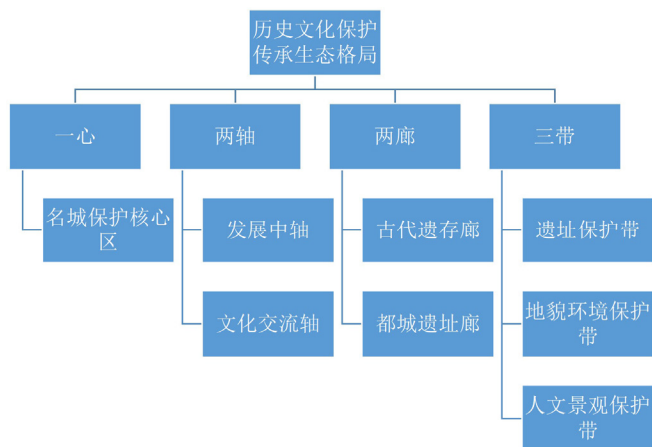 历史文化保护
传承生态格局
一心
两轴
两廊
三带
名城保护核心
区
发展中轴
古代遗存廊
遗址保护带
文化交流轴
都城遗址廊
地貌环境保护
带
人文景观保护
带